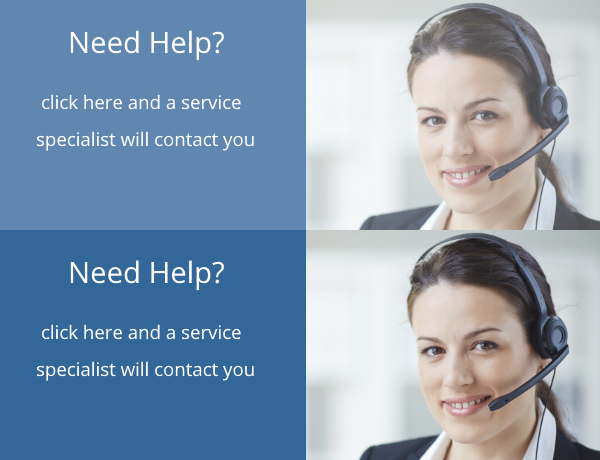 Need Help?
click here and a service
specialist will contact you
Need Help?
click here and a service
specialist will contact you